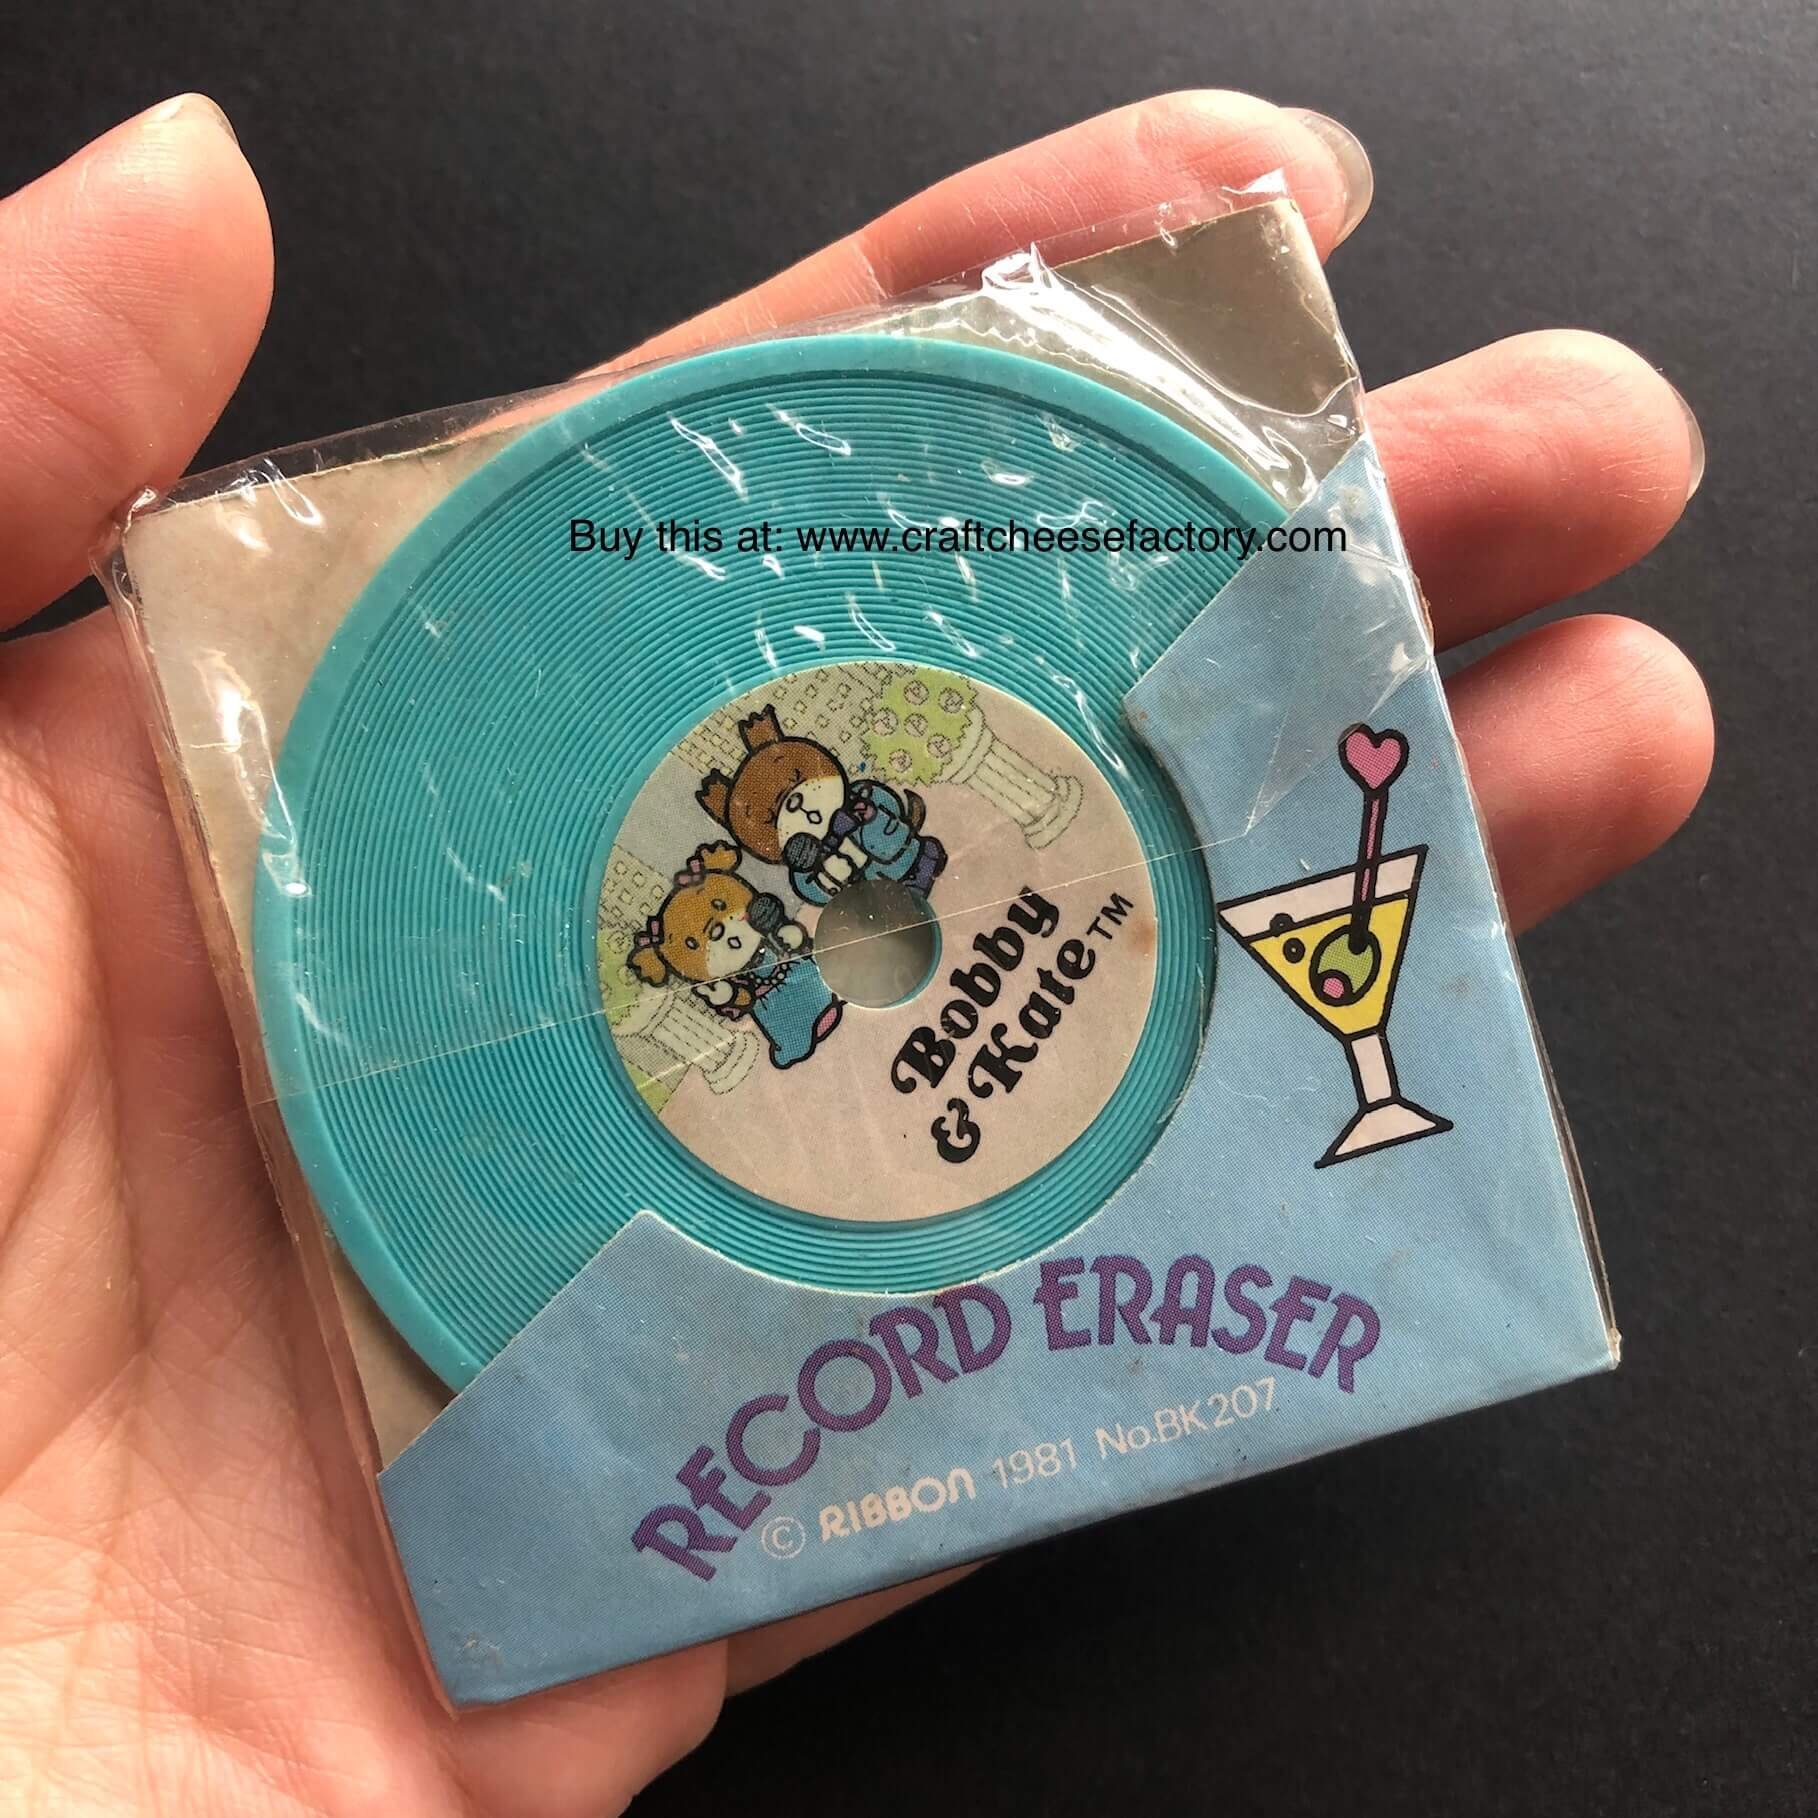 Buy this at: www.craftcheesefactory.com
Bobby
& Kate™
RECORD ERASER
© RIBBON 1981 No.BK207